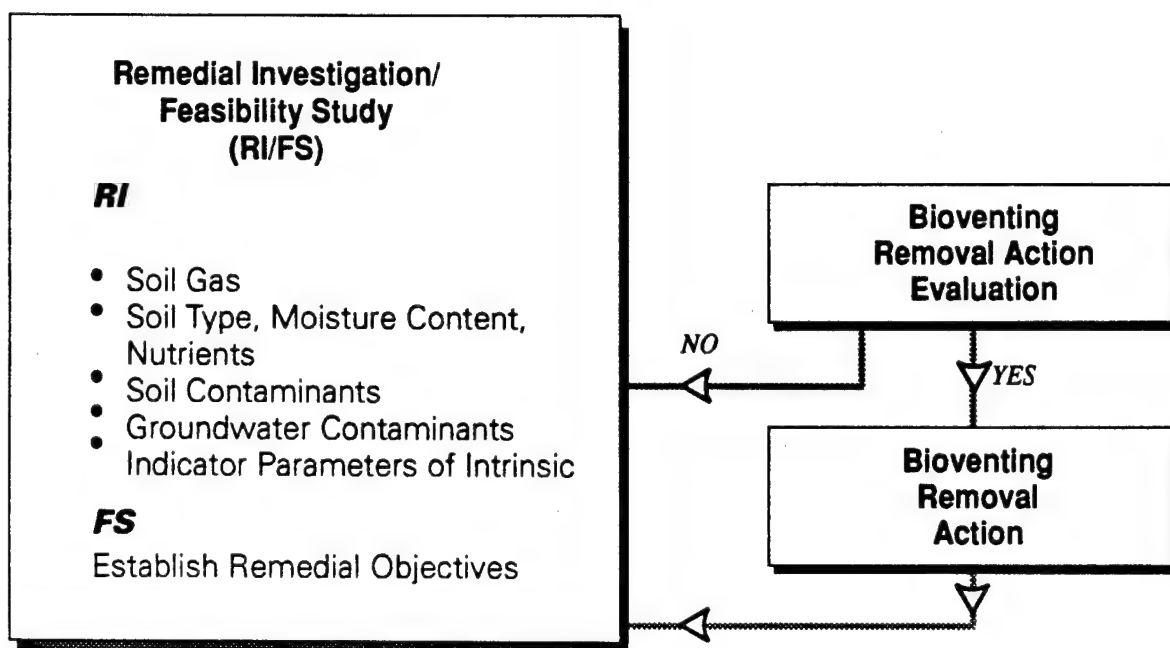 Remedial Investigation/
Feasibility Study
(RI/FS)
RI
• Soil Gas
• Soil Type, Moisture Content,
Nutrients
• Soil Contaminants
• Groundwater Contaminants
• Indicator Parameters of Intrinsic
FS
Establish Remedial Objectives
Bioventing
Removal Action
Evaluation
NO
YES
Bioventing
Removal
Action